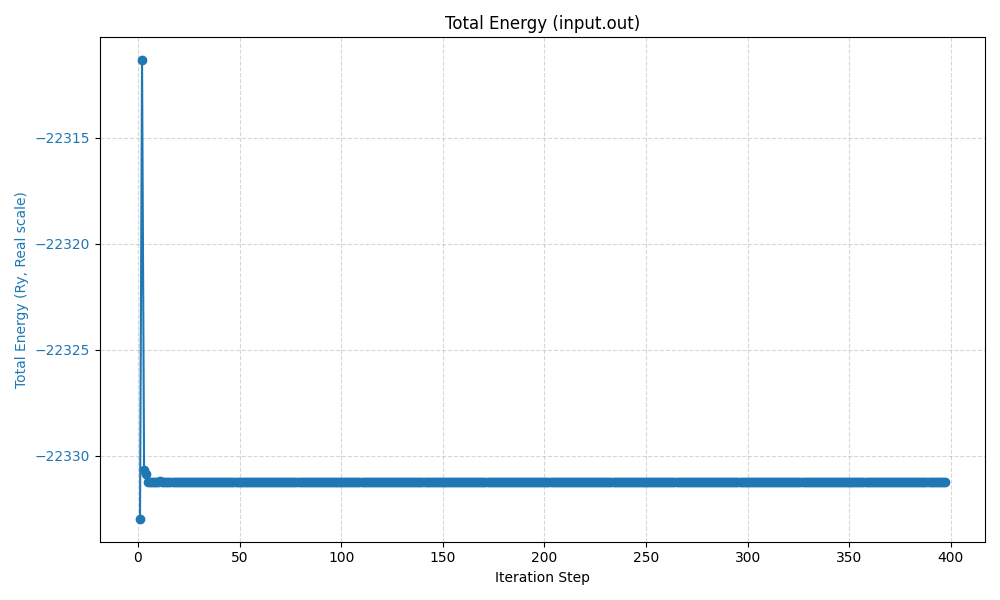 Total Energy (input.out)
Total Energy (Ry, Real scale)
−22315
−22320
−22325
−22330
0 50 100 150 200 250 300 350 400
Iteration Step